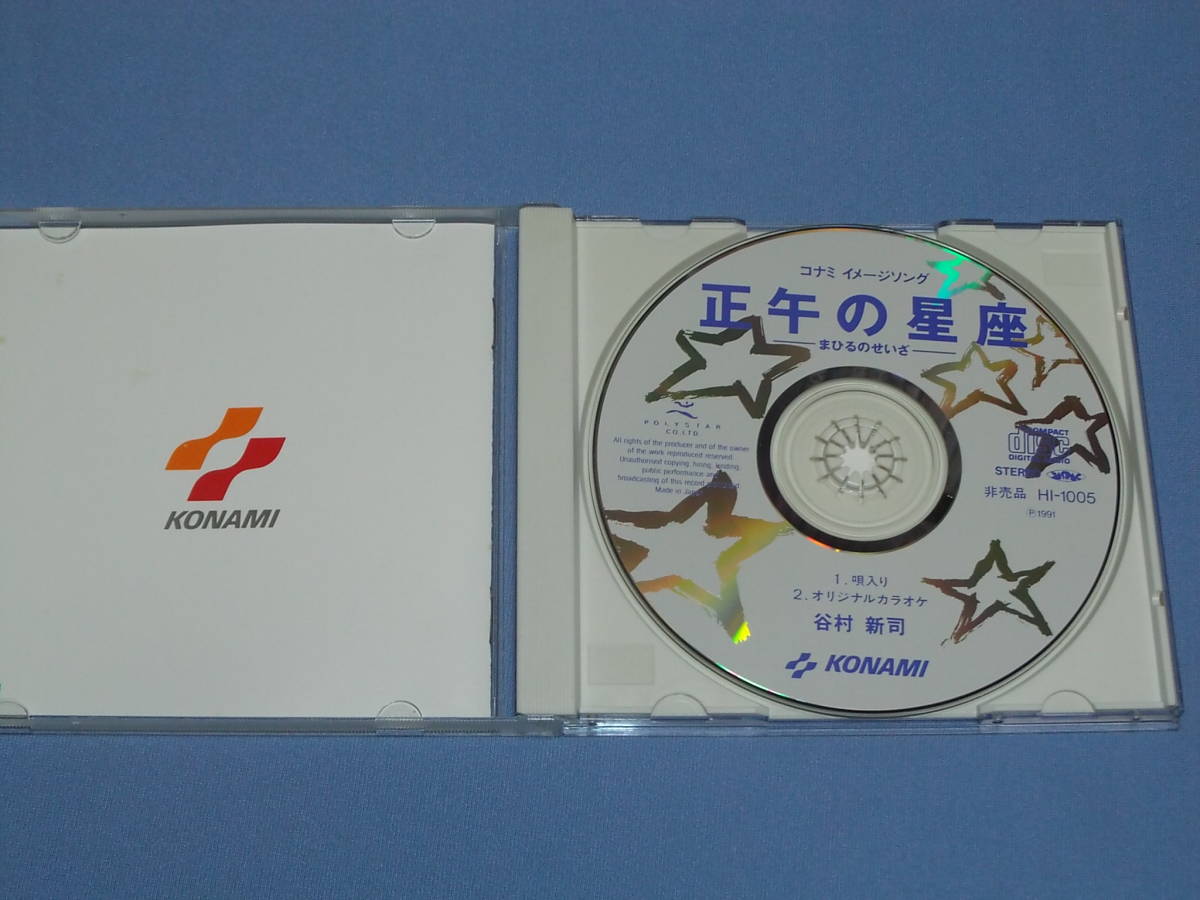 KONAMI
コナミ イメージソング
正午の星座
まひるのせいざ
POLYSTAR
CO.,LTD.
All rights of the producer and of the owner
of the work reproduced reserved.
Unauthorised copying, hiring, lending,
public performance and
broadcasting of this record prohibited
Made in Japan
COMPACT
disc
DIGITAL AUDIO
STEREO
非売品 HI-1005
Ⓟ1991
1. 唄入り
2. オリジナルカラオケ
谷村 新司
KONAMI